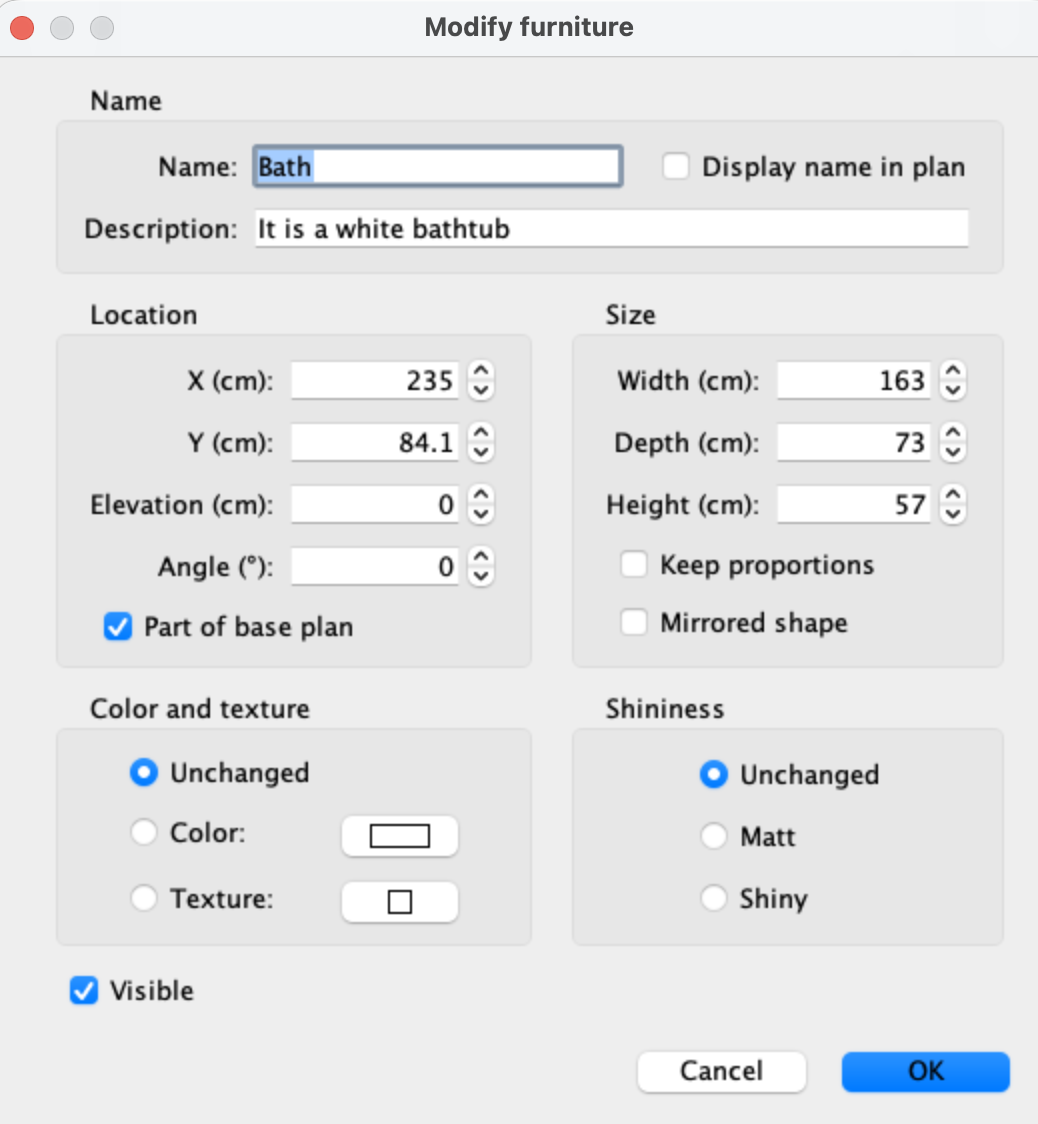 Modify furniture
Name
Name: Bath Display name in plan
Description: It is a white bathtub
Location Size
X (cm): 235 Width (cm): 163
Y (cm): 84.1 Depth (cm): 73
Elevation (cm): 0 Height (cm): 57
Angle (°): 0 Keep proportions
Part of base plan Mirrored shape
Color and texture Shininess
Unchanged Unchanged
Color: Matt
Texture: Shiny
Visible
Cancel OK